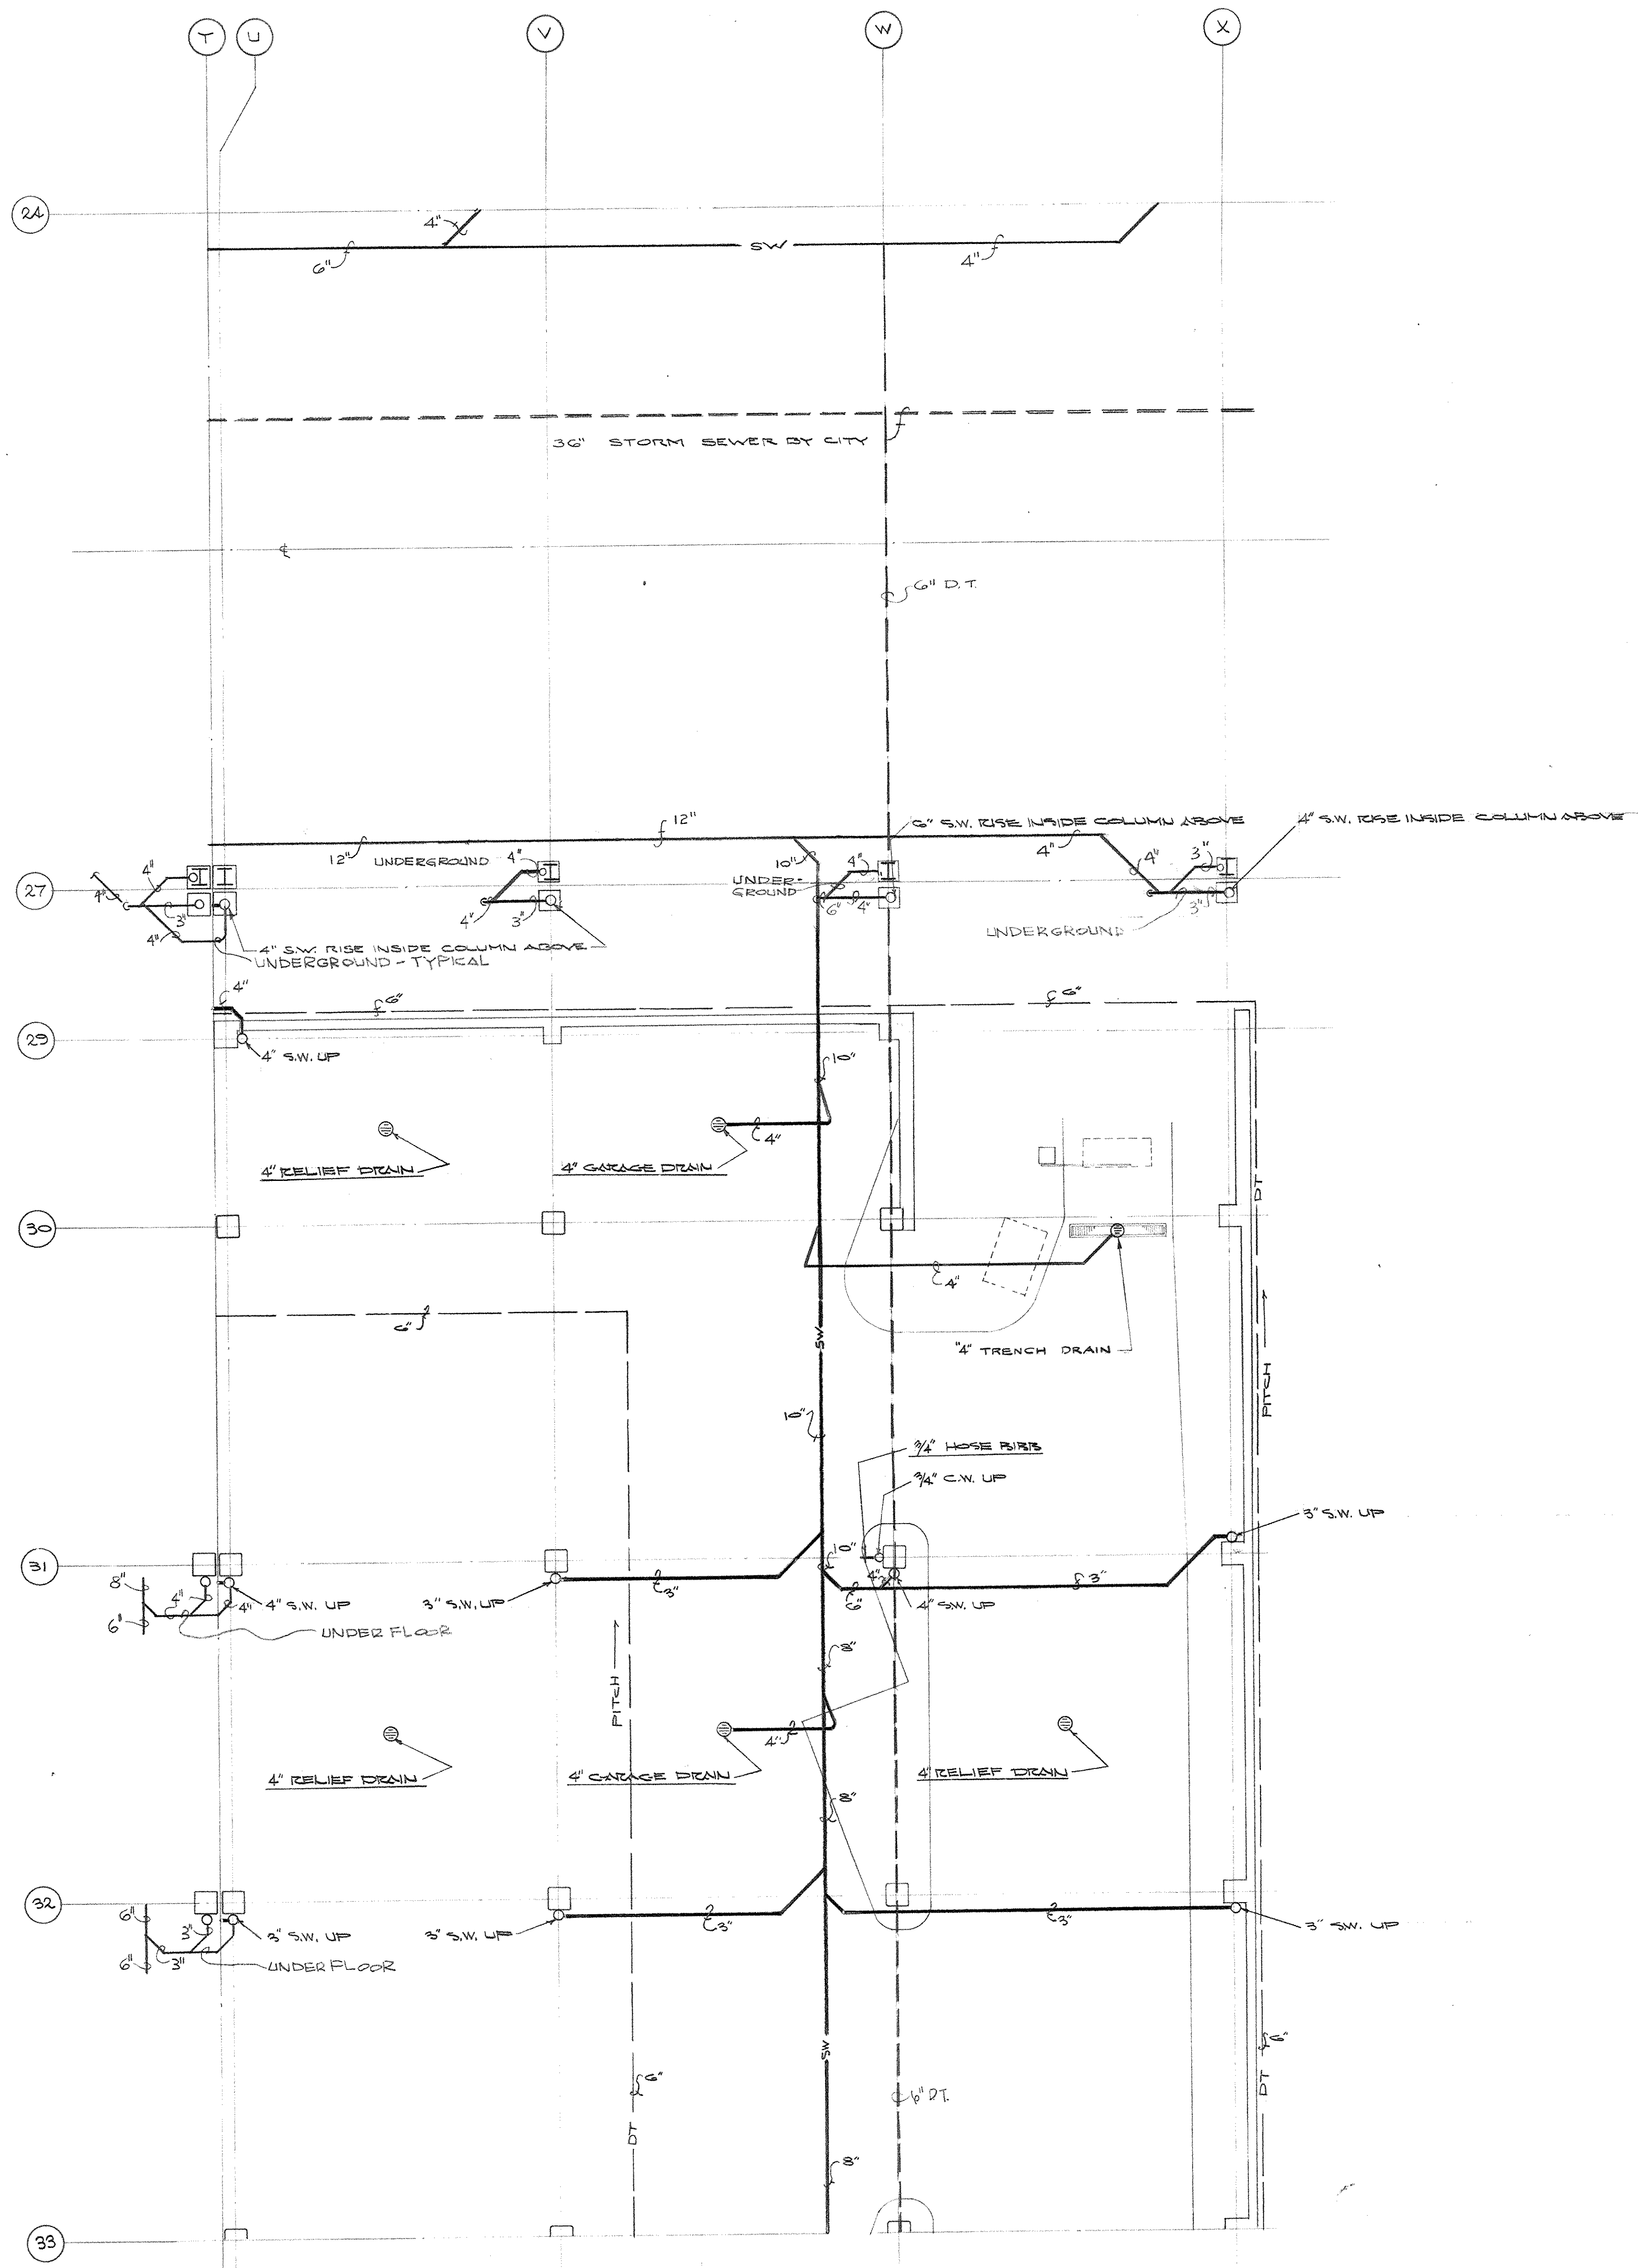 T
U
V
W
X
24
4"
6"
SW
4"
36" STORM SEWER BY CITY
℄
6" D.T.
12"
6" S.W. RISE INSIDE COLUMN ABOVE
4" S.W. RISE INSIDE COLUMN ABOVE
12"
UNDERGROUND
4"
10"
4"
4"
4"
3"
4"
UNDER-
GROUND
27
4"
3"
4"
3"
6"
4"
3"
4"
UNDERGROUND
4" S.W. RISE INSIDE COLUMN ABOVE
UNDERGROUND - TYPICAL
4"
6"
6"
29
4" S.W. UP
10"
4"
4" RELIEF DRAIN
4" GARAGE DRAIN
DT
30
4"
6"
SW
"4" TRENCH DRAIN
PITCH
10"
3/4" HOSE BIBB
3/4" C.W. UP
3" S.W. UP
31
10"
8"
4"
4"
4" S.W. UP
3" S.W. UP
3"
4"
3"
3"
6"
4" S.W. UP
6"
UNDER FLOOR
8"
PITCH
4"
4" RELIEF DRAIN
4" GARAGE DRAIN
4" RELIEF DRAIN
8"
32
6"
3"
3" S.W. UP
3" S.W. UP
3"
3"
3" S.W. UP
6"
3"
UNDER FLOOR
SW
6"
6"
6" D.T.
DT
DT
8"
33